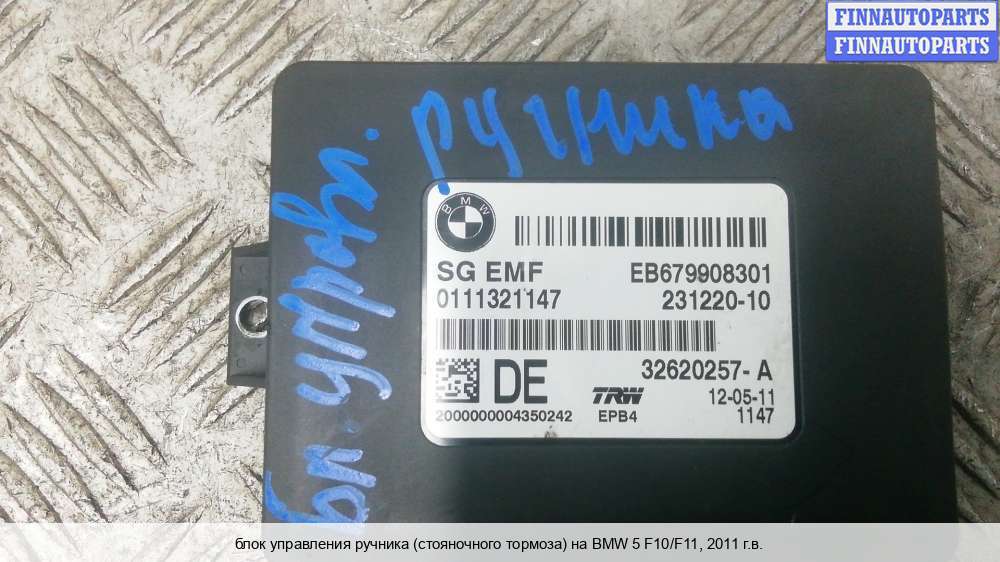 FINNAUTOPARTS
FINNAUTOPARTS
ручника
бл. управл.
BMW
SG EMF
EB679908301
0111321147
231220-10
DE
32620257-A
TRW
12-05-11
2000000004350242
EPB4
1147
блок управления ручника (стояночного тормоза) на BMW 5 F10/F11, 2011 г.в.